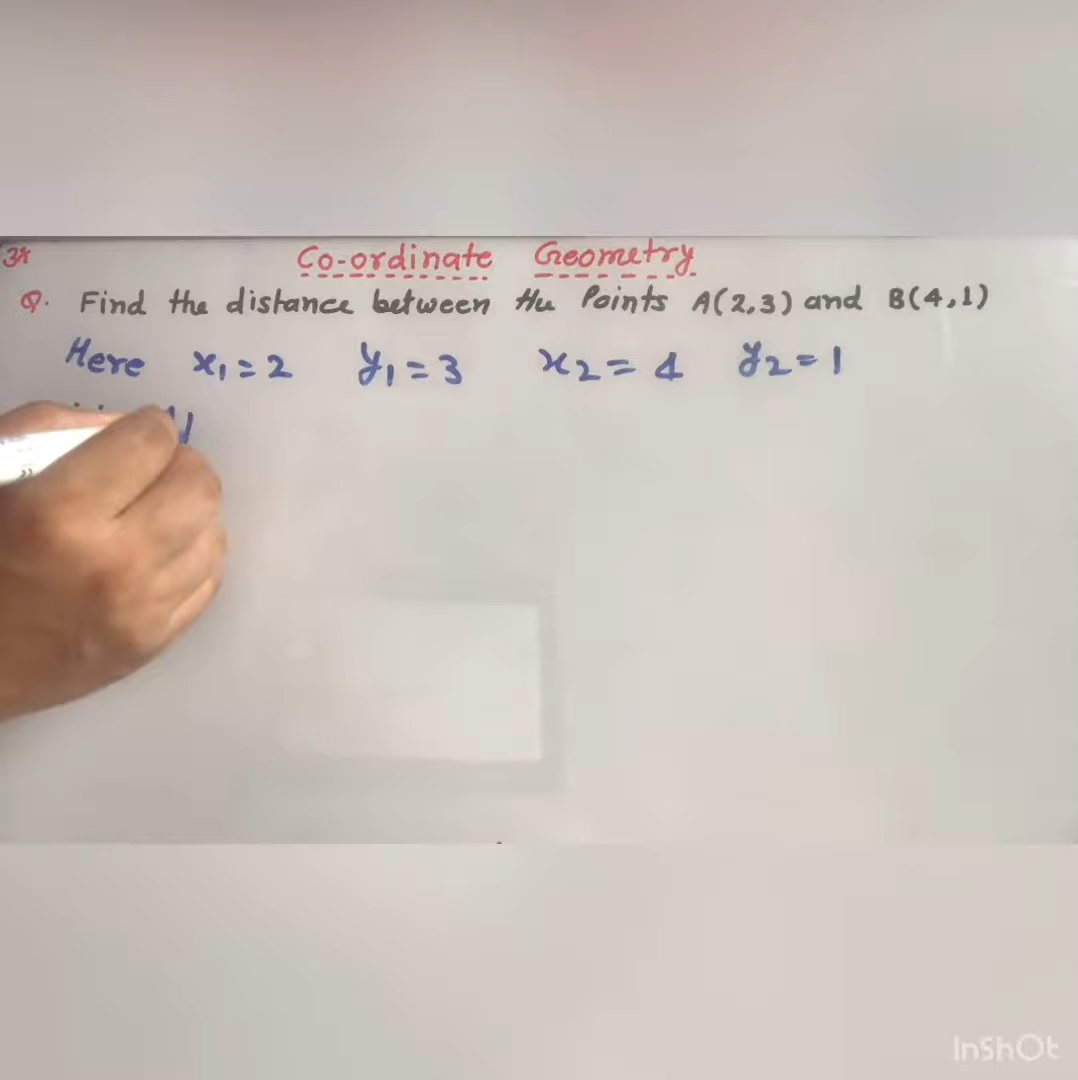 Co-ordinate Geometry
Q. Find the distance between the Points A(2,3) and B(4,1)
Here x₁=2 y₁=3 x₂=4 y₂=1
InShOt